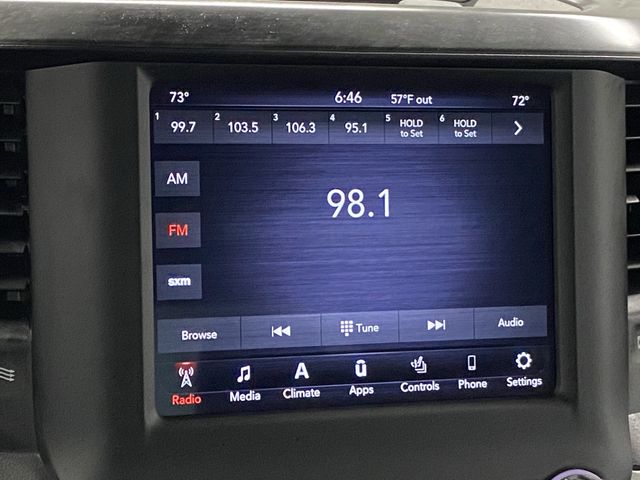 73° 6:46 57°F out 72°
1 99.7 2 103.5 3 106.3 4 95.1 5 HOLD to Set 6 HOLD to Set
AM
98.1
FM
sxm
Browse Tune Audio
Radio Media Climate Apps Controls Phone Settings